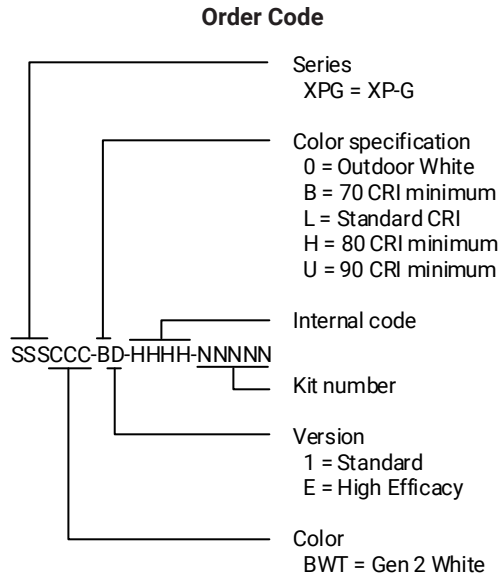 Order Code
Series
XPG = XP-G
Color specification
0 = Outdoor White
B = 70 CRI minimum
L = Standard CRI
H = 80 CRI minimum
U = 90 CRI minimum
Internal code
SSSCCC-BD-HHHH-NNNNN
Kit number
Version
1 = Standard
E = High Efficacy
Color
BWT = Gen 2 White